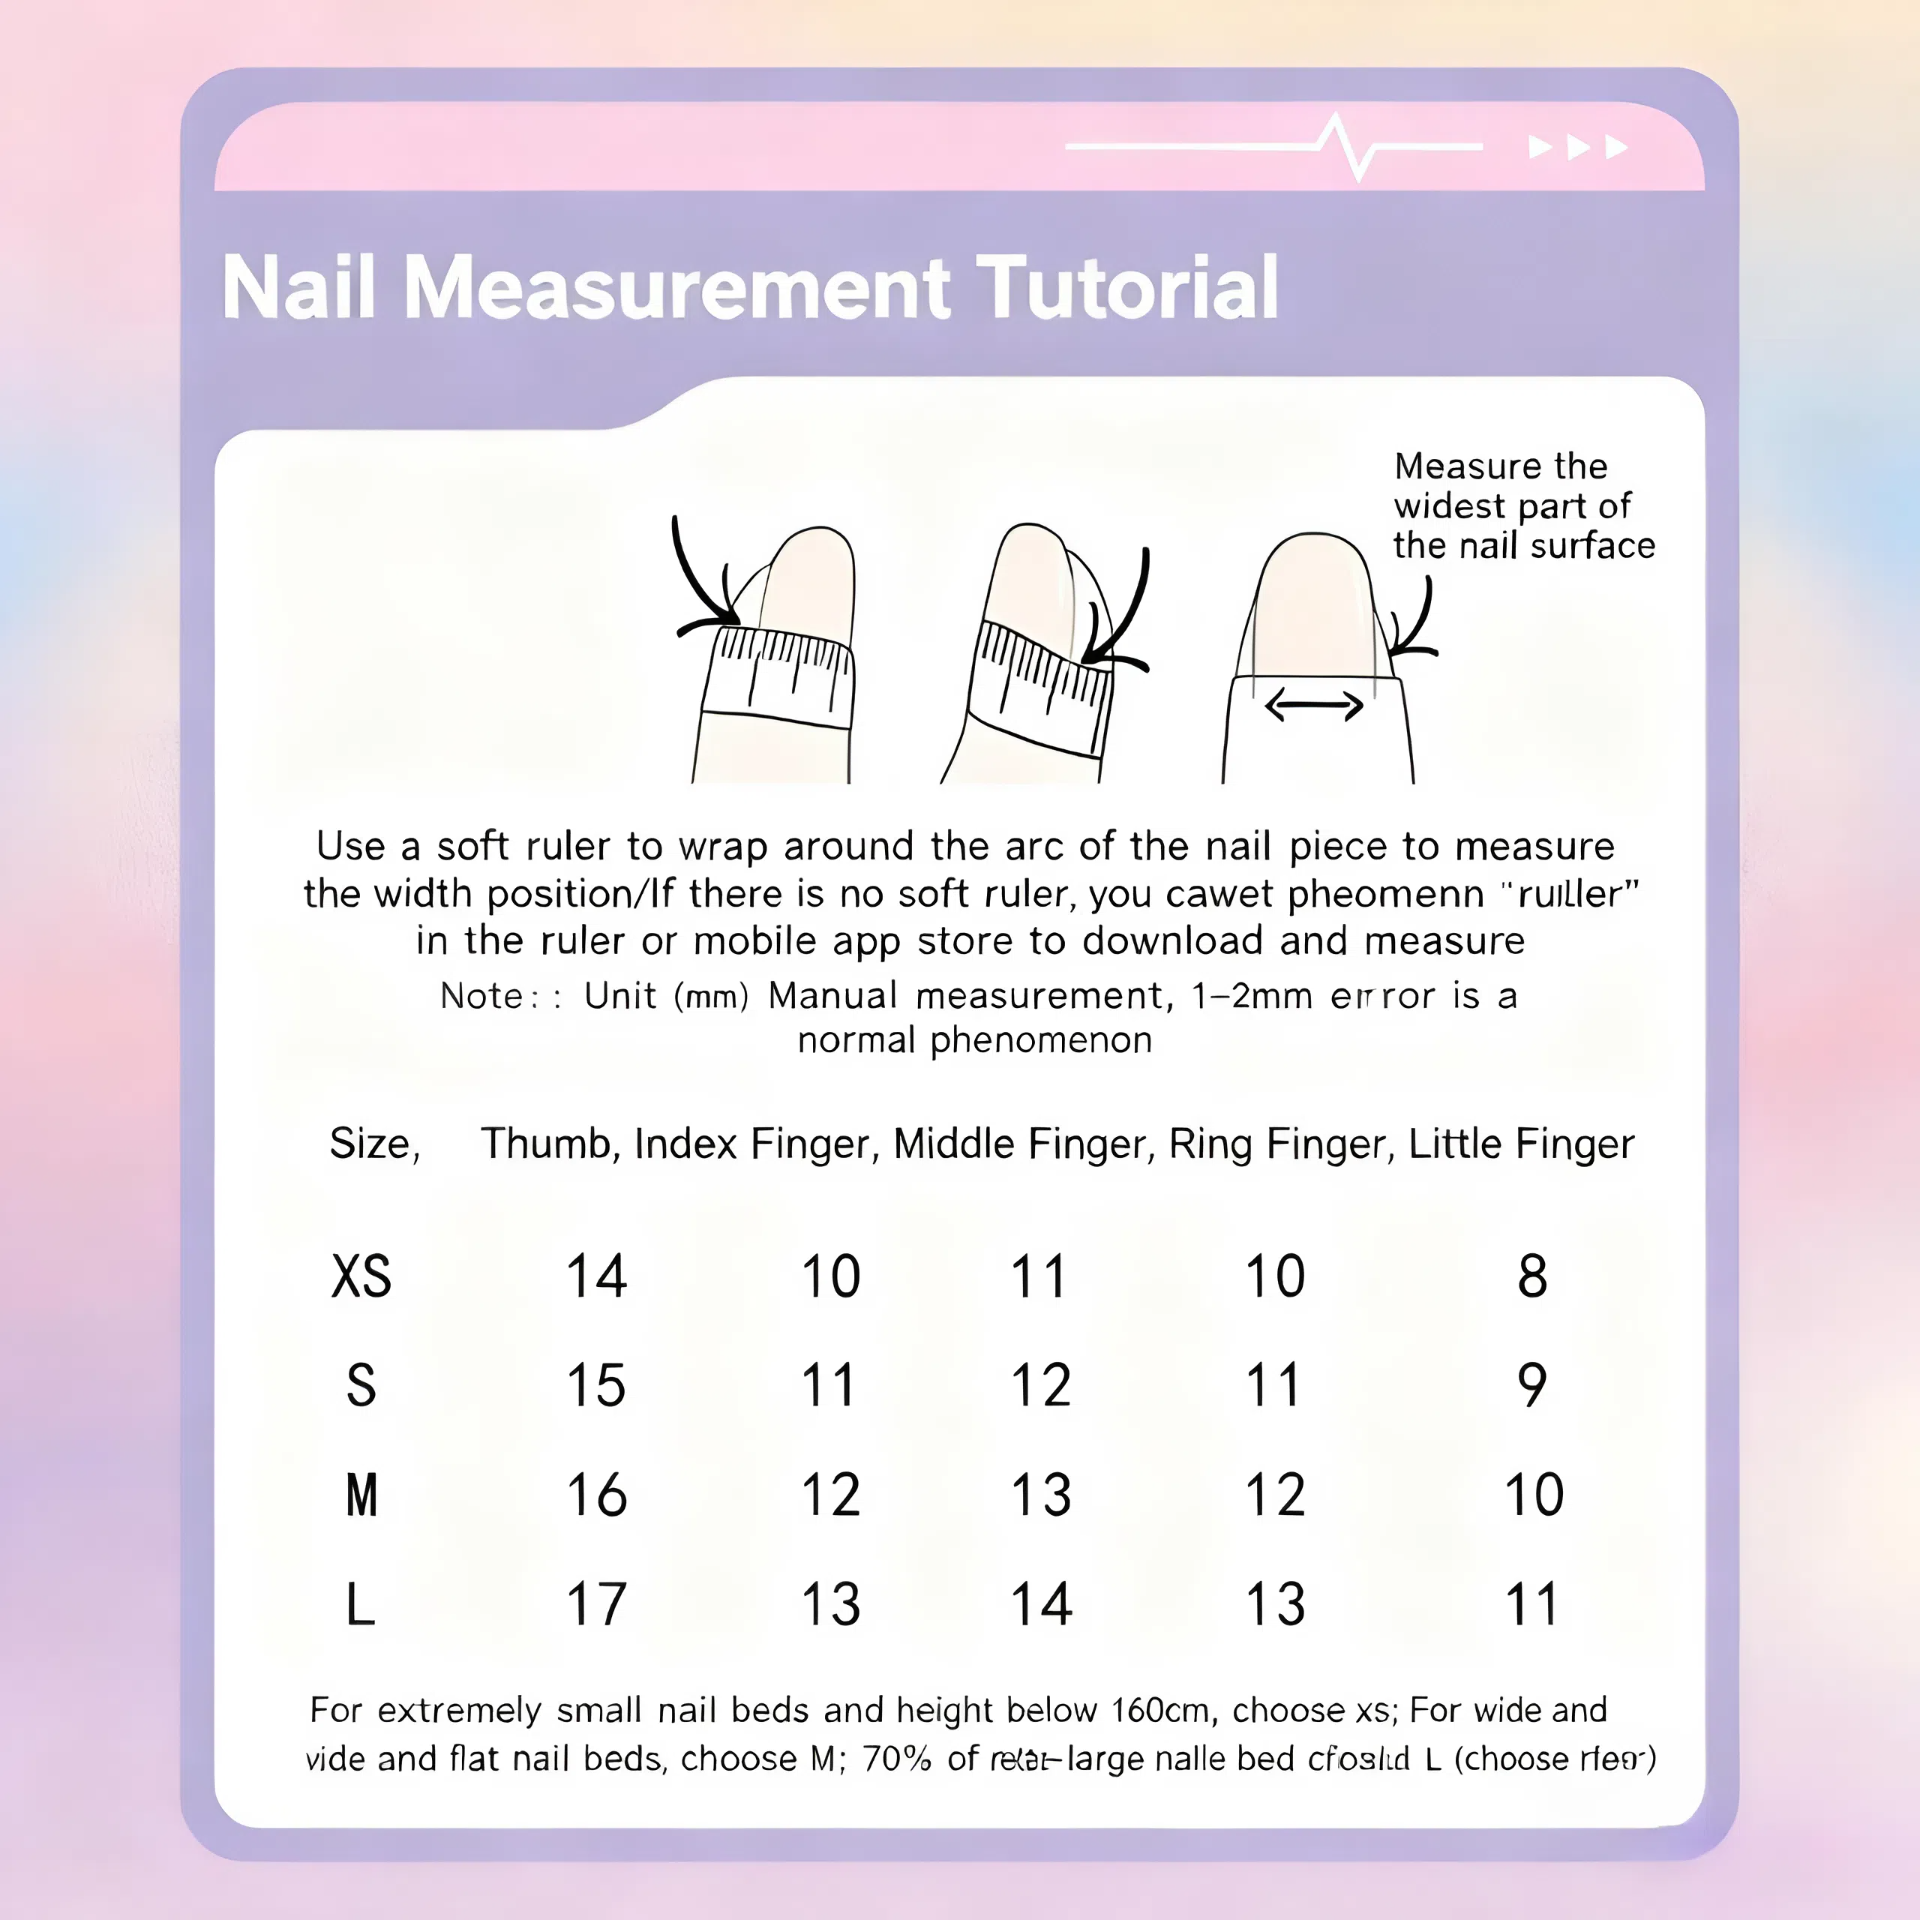 Nail Measurement Tutorial
Measure the
widest part of
the nail surface
Use a soft ruler to wrap around the arc of the nail piece to measure
the width position/If there is no soft ruler, you cawet pheomenn
in the ruler or mobile app store to download and measure
Note: : Unit (mm) Manual measurement, 1-2mm error is a
normal phenomenon
Size, Thumb, Index Finger, Middle Finger, Ring Finger, Little Finger
XS 14 10 11 10 8
S 15 11 12 11 9
M 16 12 13 12 10
L 17 13 14 13 11
For extremely small nail beds and height below 160cm, choose xs; For wide and
vide and flat nail beds, choose M; 70% of large nalle bed L (choose